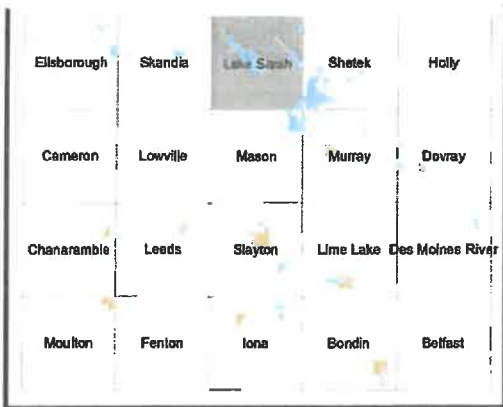 Ellsborough Skandia Lake Sarah Shetek Holly
Cameron Lowville Mason Murray Dovray
Chanarambie Leeds Slayton Lime Lake Des Moines River
Moulton Fenton Iona Bondin Belfast